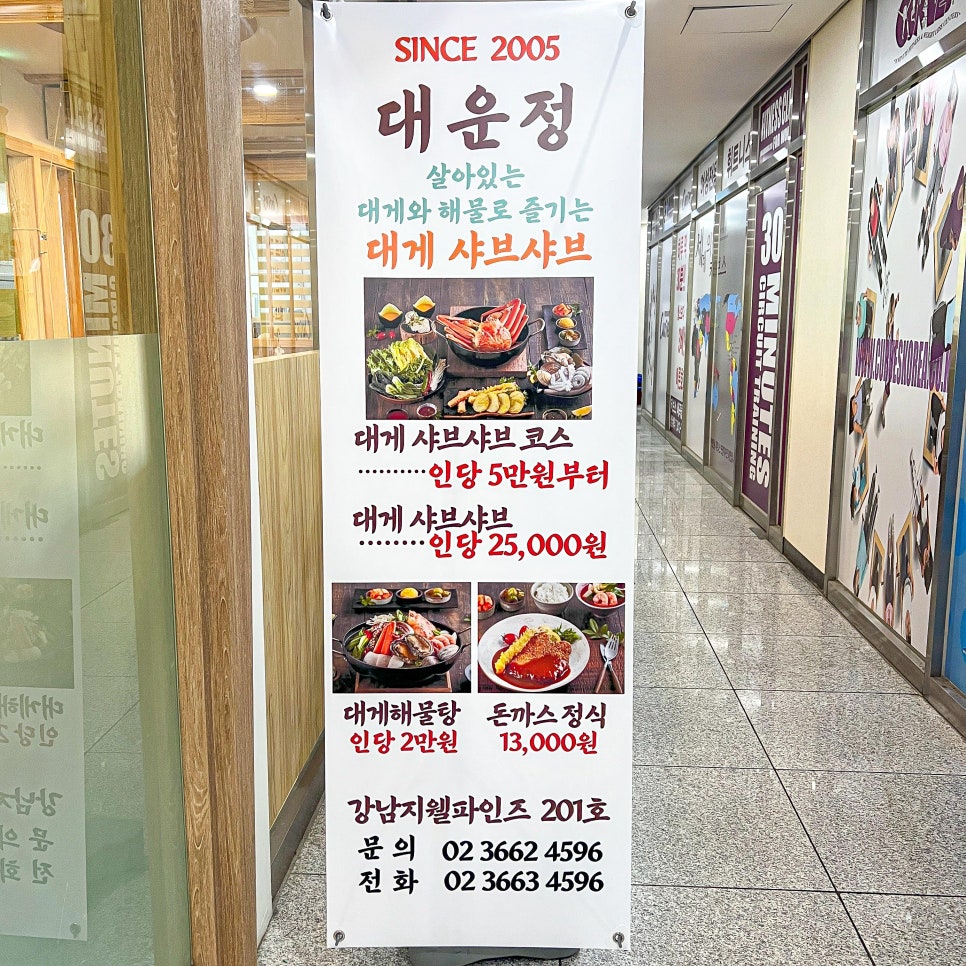 SINCE 2005
대운정
살아있는
대게와 해물로 즐기는
대게 샤브샤브
대게 샤브샤브 코스
..........인당 5만원부터
대게 샤브샤브
........인당 25,000원
대게해물탕
인당 2만원
돈까스 정식
13,000원
강남지웰파인즈 201호
문의 02 3662 4596
전화 02 3663 4596
30 MINUTES
CIRCUIT TRAINING